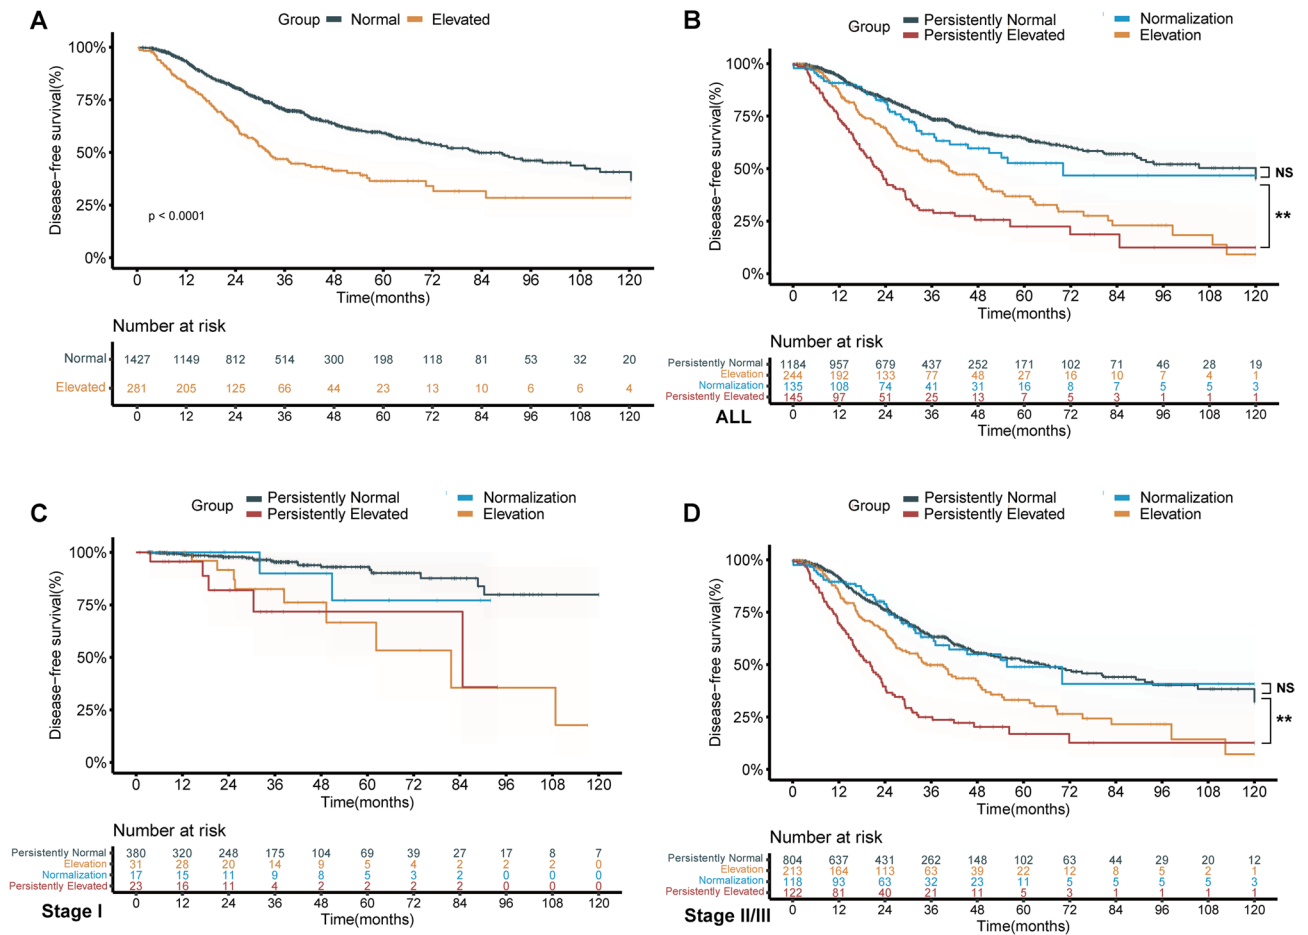 A
Group Normal Elevated
100%
75%
50%
25%
0%
Disease−free survival(%)
p < 0.0001
0 12 24 36 48 60 72 84 96 108 120
Time(months)
Number at risk
Normal 1427 1149 812 514 300 198 118 81 53 32 20
Elevated 281 205 125 66 44 23 13 10 6 6 4
0 12 24 36 48 60 72 84 96 108 120
Time(months)
B
Group Persistently Normal Normalization
Persistently Elevated Elevation
100%
75%
50%
25%
0%
Disease−free survival(%)
NS
**
0 12 24 36 48 60 72 84 96 108 120
Time(months)
Number at risk
Persistently Normal 1184 957 679 437 252 171 102 71 46 28 19
Elevation 244 192 133 77 48 27 16 10 7 4 1
Normalization 135 108 74 41 31 16 8 7 5 5 3
Persistently Elevated 145 97 51 25 13 7 5 3 1 1 1
0 12 24 36 48 60 72 84 96 108 120
ALL
Time(months)
C
Group Persistently Normal Normalization
Persistently Elevated Elevation
100%
75%
50%
25%
0%
Disease−free survival(%)
0 12 24 36 48 60 72 84 96 108 120
Time(months)
Number at risk
Persistently Normal 380 320 248 175 104 69 39 27 17 8 7
Elevation 31 28 20 14 9 5 4 2 2 2 0
Normalization 17 15 11 9 8 5 3 2 0 0 0
Persistently Elevated 23 16 11 4 2 2 2 2 0 0 0
0 12 24 36 48 60 72 84 96 108 120
Stage I
Time(months)
D
Group Persistently Normal Normalization
Persistently Elevated Elevation
100%
75%
50%
25%
0%
Disease−free survival(%)
NS
**
0 12 24 36 48 60 72 84 96 108 120
Time(months)
Number at risk
Persistently Normal 804 637 431 262 148 102 63 44 29 20 12
Elevation 213 164 113 63 39 22 12 8 5 2 1
Normalization 118 93 63 32 23 11 5 5 5 5 3
Persistently Elevated 122 81 40 21 11 5 3 1 1 1 1
0 12 24 36 48 60 72 84 96 108 120
Stage II/III
Time(months)